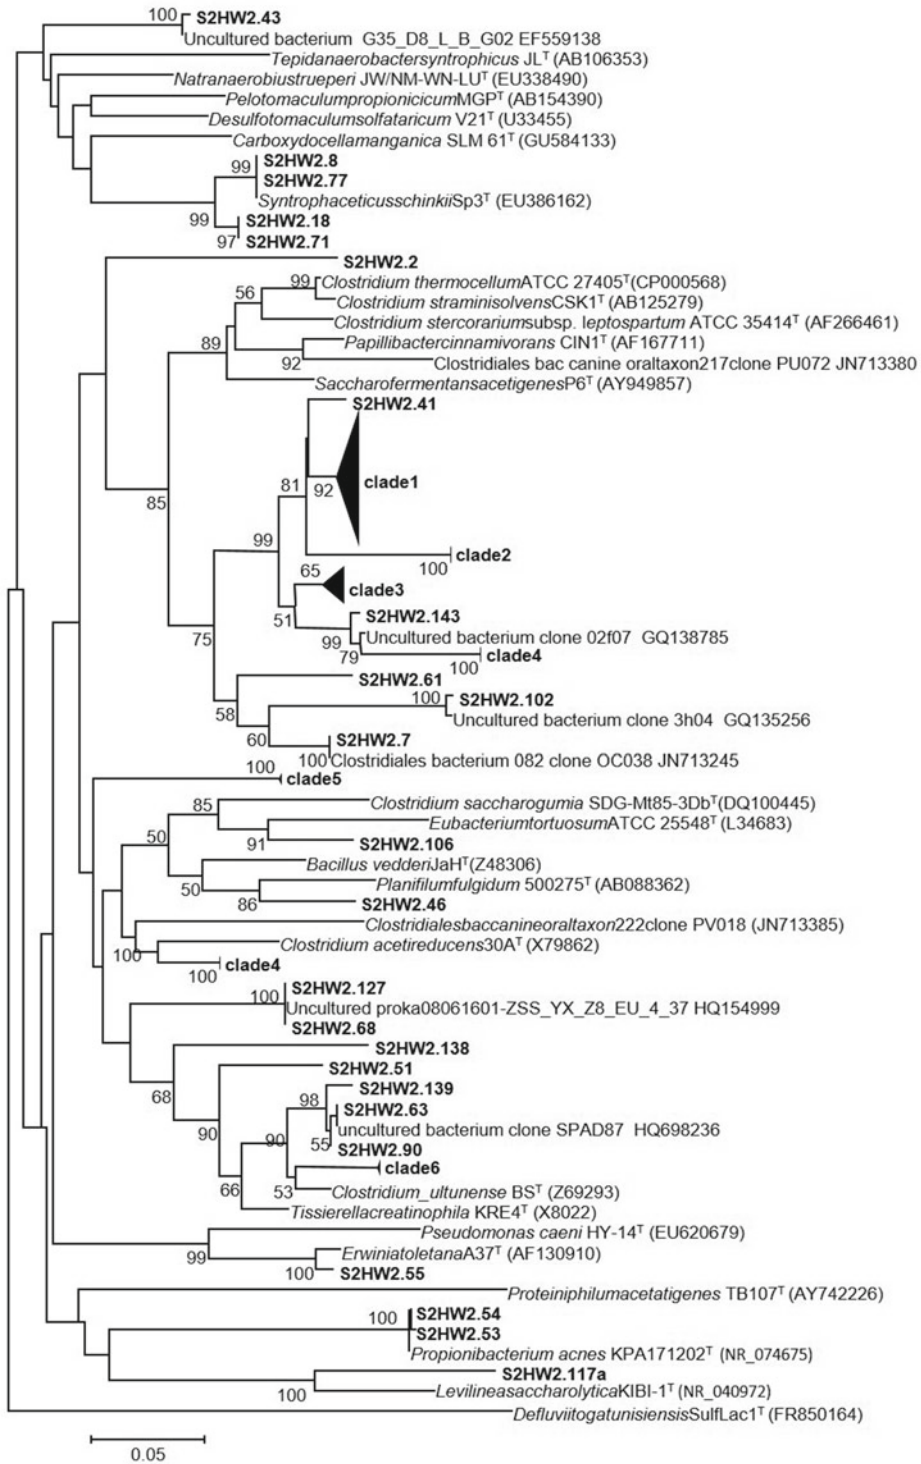 100 S2HW2.43
Uncultured bacterium G35_D8_L_B_G02 EF559138
Tepidanaerobactersyntrophicus JLᵀ (AB106353)
Natranaerobiustrueperi JW/NM-WN-LUᵀ (EU338490)
PelotomaculumpropionicicumMGPᵀ (AB154390)
Desulfotomaculumsolfataricum V21ᵀ (U33455)
Carboxydocellamanganica SLM 61ᵀ (GU584133)
99 S2HW2.8
S2HW2.77
SyntrophaceticusschinkiiSp3ᵀ (EU386162)
99 S2HW2.18
97 S2HW2.71
S2HW2.2
99 Clostridium thermocellumATCC 27405ᵀ(CP000568)
56 Clostridium straminisolvensCSK1ᵀ (AB125279)
Clostridium stercorariumsubsp. leptospartum ATCC 35414ᵀ (AF266461)
89 Papillibactercinnamivorans CIN1ᵀ (AF167711)
92 Clostridiales bac canine oraltaxon217clone PU072 JN713380
SaccharofermentansacetigenesP6ᵀ (AY949857)
S2HW2.41
81 92 clade1
85
99
clade2
100
65
clade3
51 S2HW2.143
75 99 Uncultured bacterium clone 02f07 GQ138785
79 clade4
100
S2HW2.61
100 S2HW2.102
58 Uncultured bacterium clone 3h04 GQ135256
60 S2HW2.7
100 Clostridiales bacterium 082 clone OC038 JN713245
100 clade5
85 Clostridium saccharogumia SDG-Mt85-3Dbᵀ(DQ100445)
EubacteriumtortuosumATCC 25548ᵀ (L34683)
50 91 S2HW2.106
Bacillus vedderiJaHᵀ(Z48306)
50 Planifilumfulgidum 500275ᵀ (AB088362)
86 S2HW2.46
Clostridialesbaccanineoraltaxon222clone PV018 (JN713385)
100 Clostridium acetireducens30Aᵀ (X79862)
100 clade4
100 S2HW2.127
Uncultured proka08061601-ZSS_YX_Z8_EU_4_37 HQ154999
S2HW2.68
S2HW2.138
S2HW2.51
68 S2HW2.139
98 S2HW2.63
90 90 55 uncultured bacterium clone SPAD87 HQ698236
S2HW2.90
clade6
66 53 Clostridium_ultunense BSᵀ (Z69293)
Tissierellacreatinophila KRE4ᵀ (X8022)
Pseudomonas caeni HY-14ᵀ (EU620679)
99 ErwiniatoletanaA37ᵀ (AF130910)
100 S2HW2.55
Proteiniphilumacetatigenes TB107ᵀ (AY742226)
100 S2HW2.54
S2HW2.53
Propionibacterium acnes KPA171202ᵀ (NR_074675)
S2HW2.117a
100 LevilineasaccharolyticaKIBI-1ᵀ (NR_040972)
DefluviitogatunisiensisSulfLac1ᵀ (FR850164)
0.05